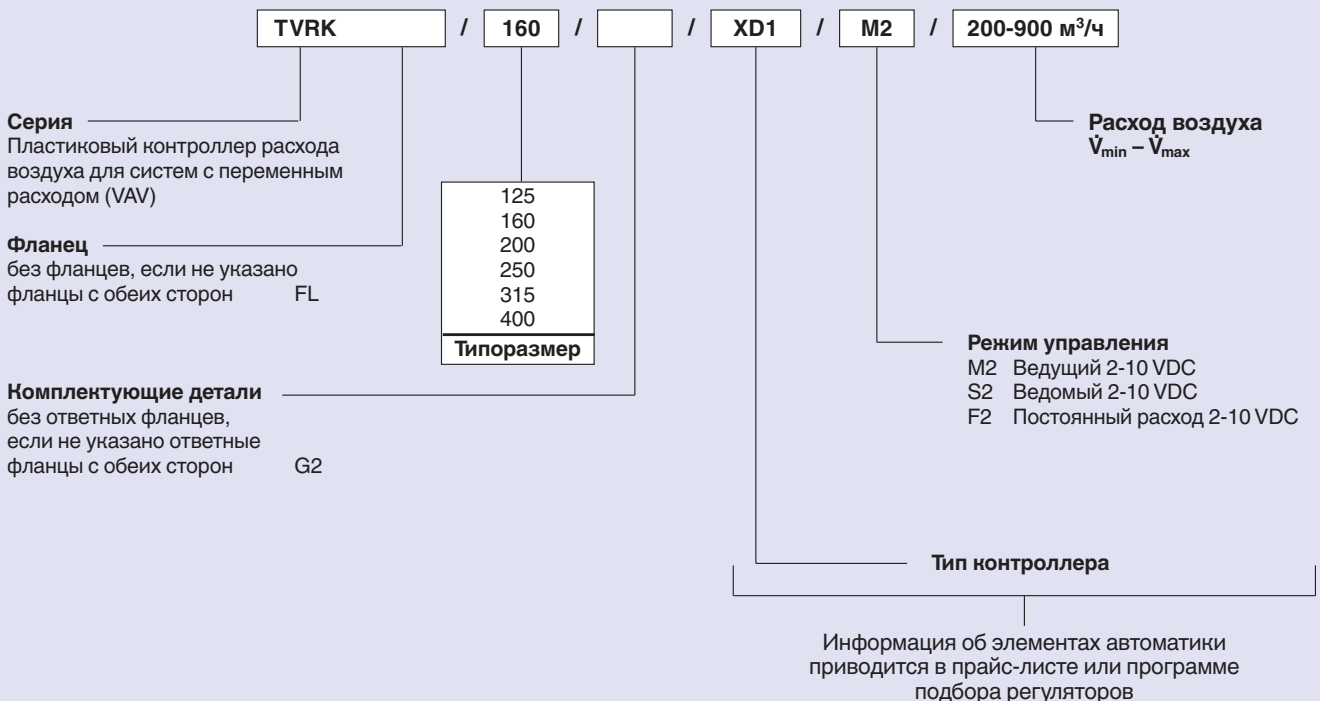 TVRK / 160 / / XD1 / M2 / 200-900 м³/ч
Серия
Пластиковый контроллер расхода
воздуха для систем с переменным
расходом (VAV)
Фланец
без фланцев, если не указано
фланцы с обеих сторон FL
Комплектующие детали
без ответных фланцев,
если не указано ответные
фланцы с обеих сторон G2
125
160
200
250
315
400
Типоразмер
Расход воздуха
V̇min – V̇max
Режим управления
M2 Ведущий 2-10 VDC
S2 Ведомый 2-10 VDC
F2 Постоянный расход 2-10 VDC
Тип контроллера
Информация об элементах автоматики
приводится в прайс-листе или программе
подбора регуляторов